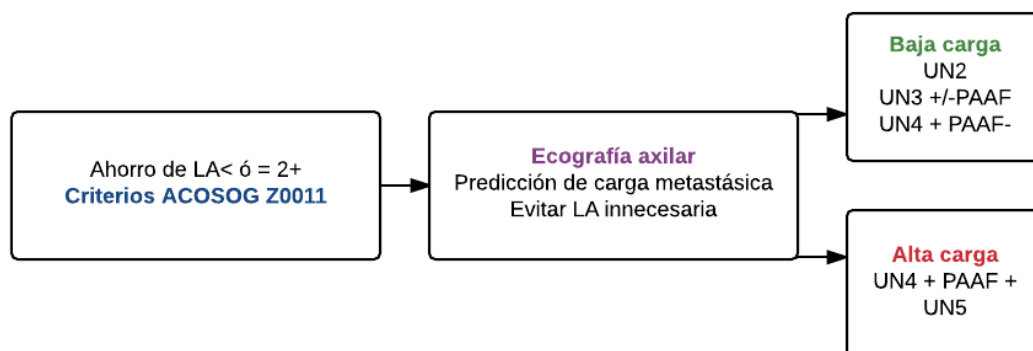 Ahorro de LA< ó = 2+
Criterios ACOSOG Z0011
Ecografía axilar
Predicción de carga metastásica
Evitar LA innecesaria
Baja carga
UN2
UN3 +/-PAAF
UN4 + PAAF-
Alta carga
UN4 + PAAF +
UN5